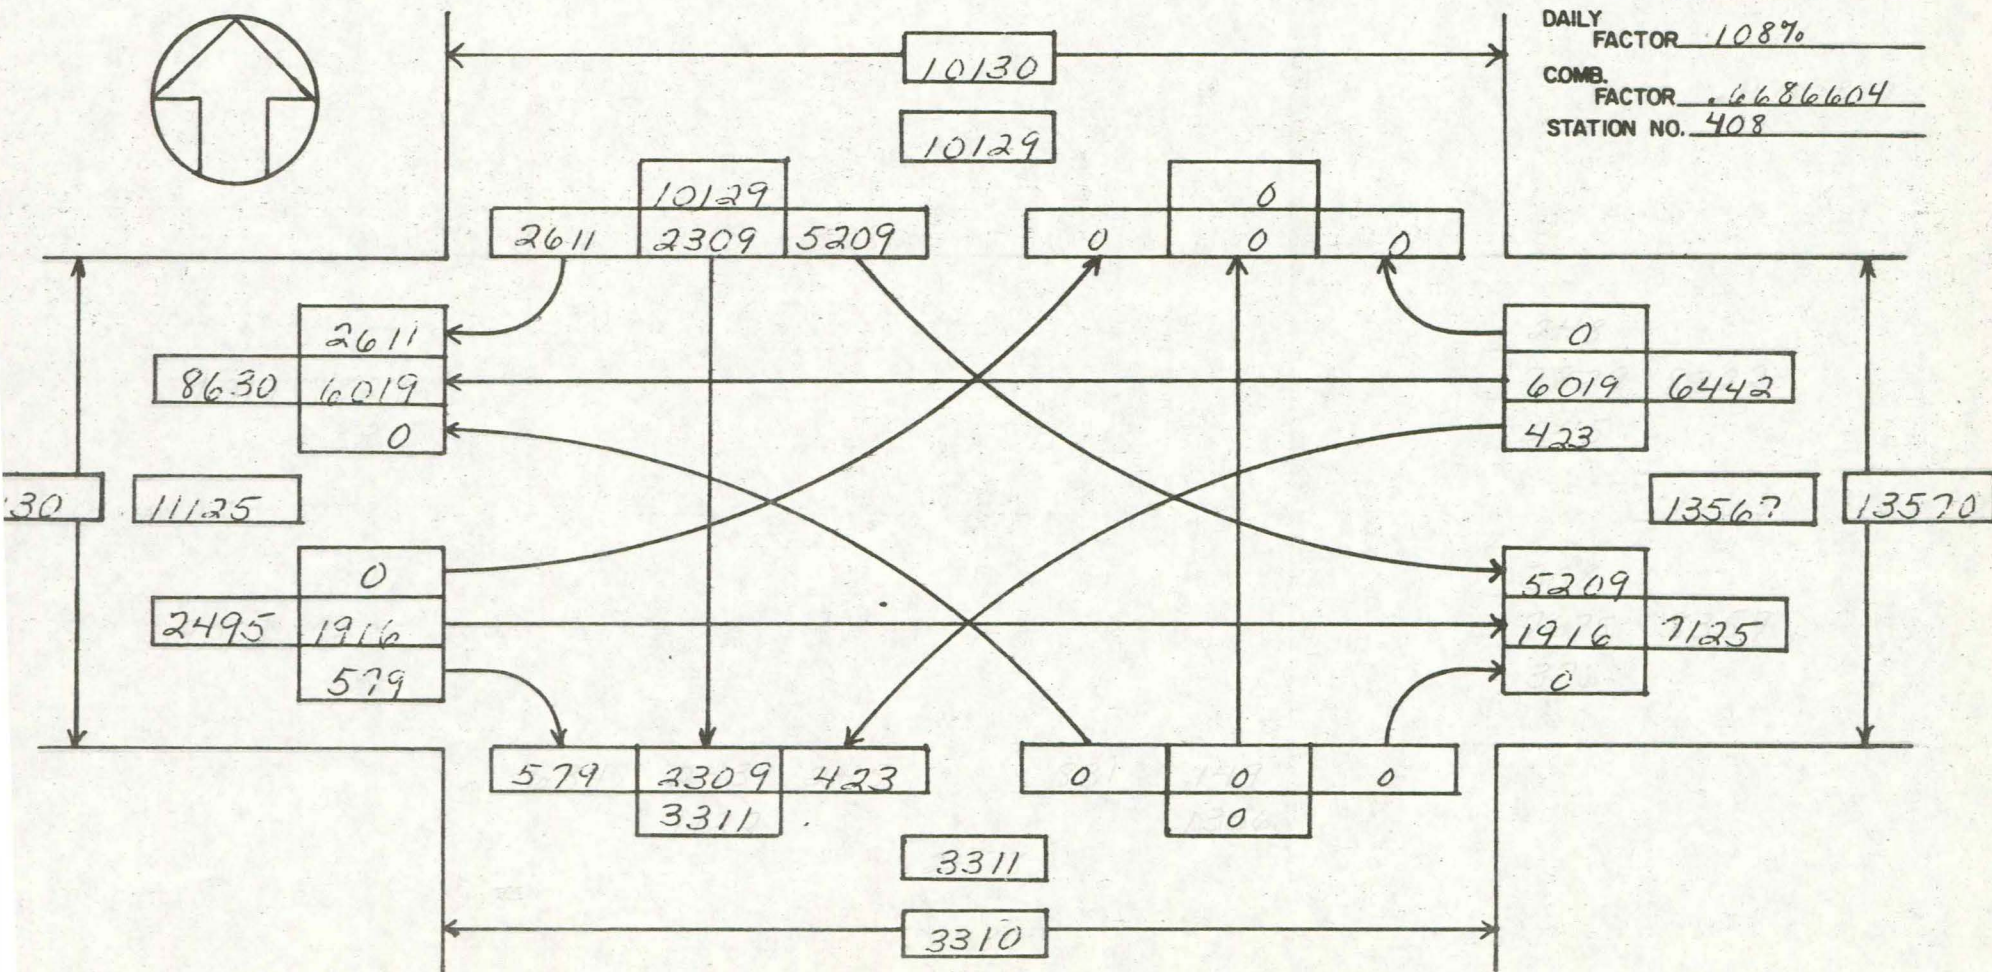 DAILY
FACTOR 108%
10130
COMB.
FACTOR .6686604
STATION NO. 408
10129
10129 0
2611 2309 5209 0 0 0
2611 0
8630 6019 6019 6442
0 423
30 11125 13567 13570
0 5209
2495 1916 1916 7125
579 0
579 2309 423 0 0 0
3311 0
3311
3310